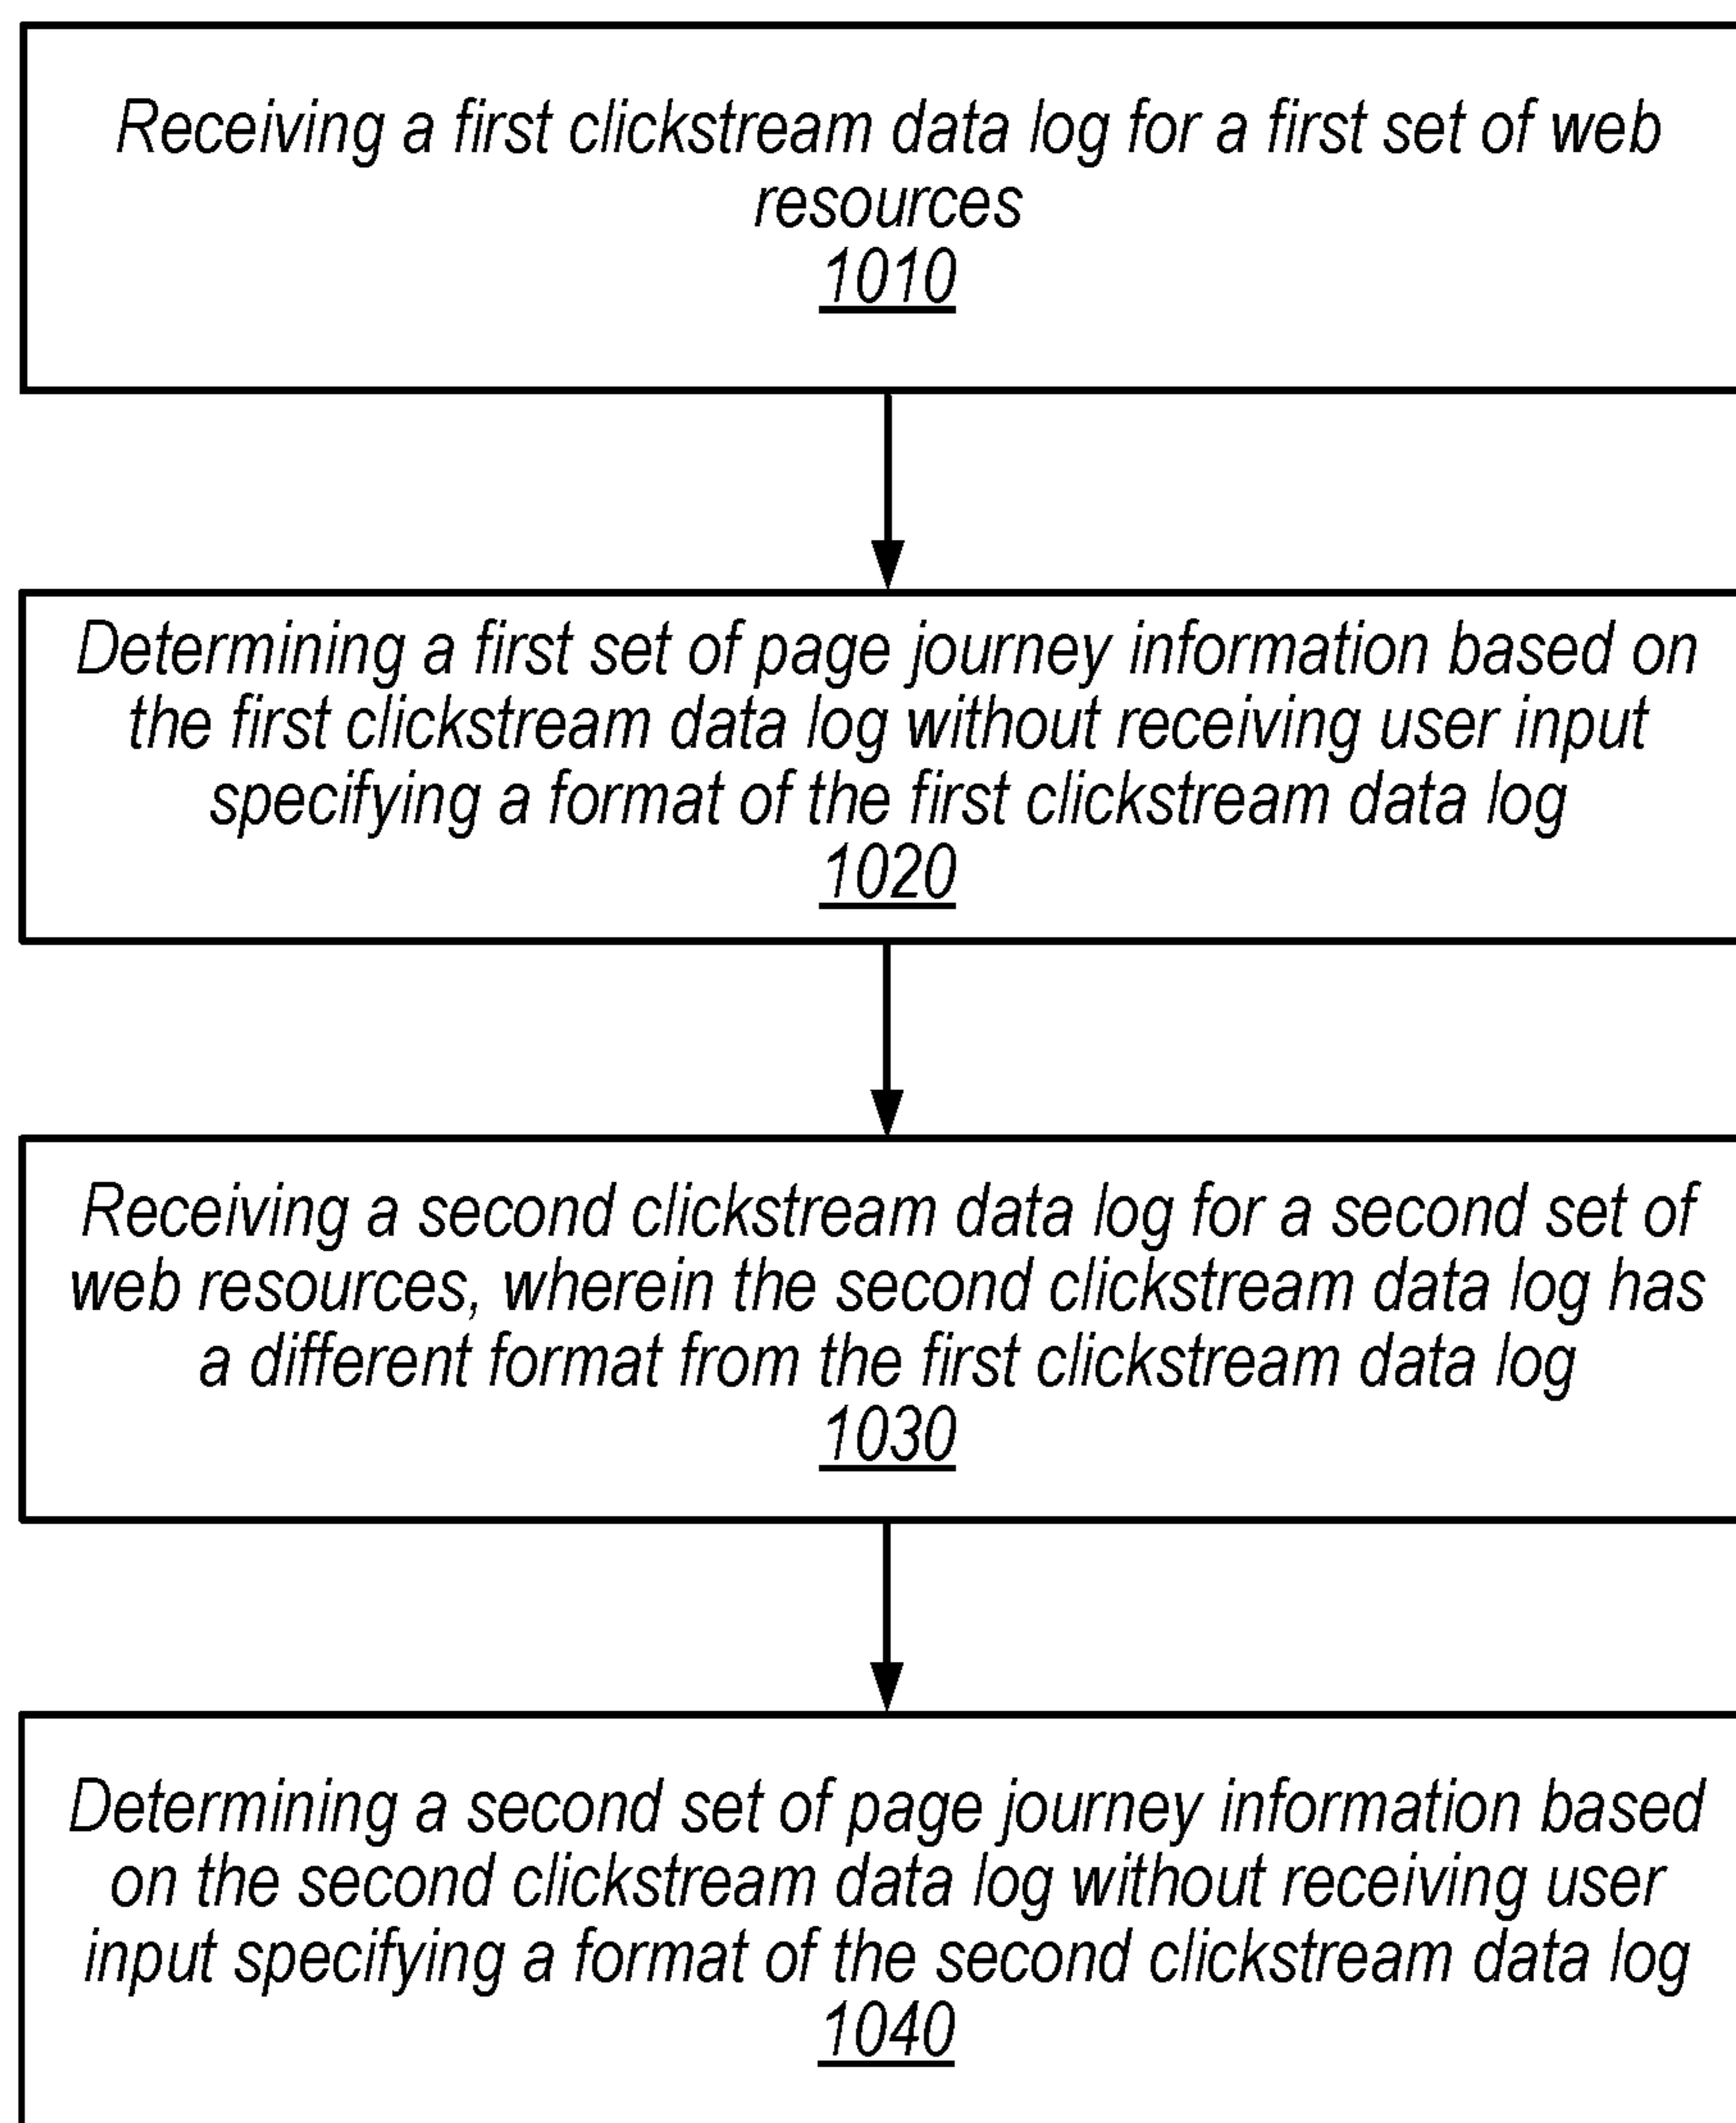 Receiving a first clickstream data log for a first set of web
resources
1010
Determining a first set of page journey information based on
the first clickstream data log without receiving user input
specifying a format of the first clickstream data log
1020
Receiving a second clickstream data log for a second set of
web resources, wherein the second clickstream data log has
a different format from the first clickstream data log
1030
Determining a second set of page journey information based
on the second clickstream data log without receiving user
input specifying a format of the second clickstream data log
1040